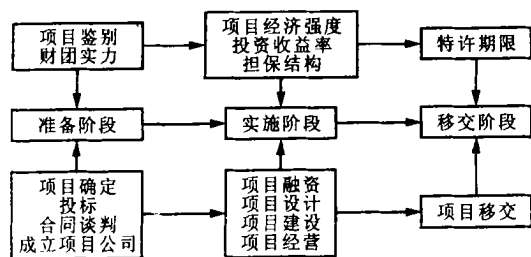 项目鉴别
财团实力
项目经济强度
投资收益率
担保结构
特许期限
准备阶段
实施阶段
移交阶段
项目确定
投标
合同谈判
成立项目公司
项目融资
项目设计
项目建设
项目经营
项目移交